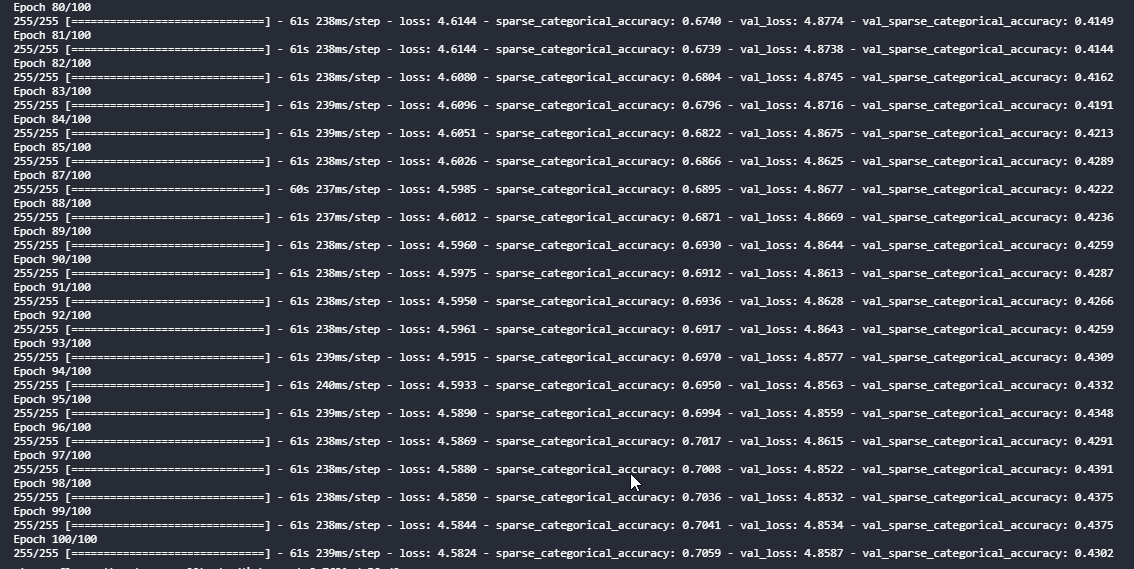 Epoch 80/100
255/255 [==============================] - 61s 238ms/step - loss: 4.6144 - sparse_categorical_accuracy: 0.6740 - val_loss: 4.8774 - val_sparse_categorical_accuracy: 0.4149
Epoch 81/100
255/255 [==============================] - 61s 238ms/step - loss: 4.6144 - sparse_categorical_accuracy: 0.6739 - val_loss: 4.8738 - val_sparse_categorical_accuracy: 0.4144
Epoch 82/100
255/255 [==============================] - 61s 238ms/step - loss: 4.6080 - sparse_categorical_accuracy: 0.6804 - val_loss: 4.8745 - val_sparse_categorical_accuracy: 0.4162
Epoch 83/100
255/255 [==============================] - 61s 239ms/step - loss: 4.6096 - sparse_categorical_accuracy: 0.6796 - val_loss: 4.8716 - val_sparse_categorical_accuracy: 0.4191
Epoch 84/100
255/255 [==============================] - 61s 239ms/step - loss: 4.6051 - sparse_categorical_accuracy: 0.6822 - val_loss: 4.8675 - val_sparse_categorical_accuracy: 0.4213
Epoch 85/100
255/255 [==============================] - 61s 238ms/step - loss: 4.6026 - sparse_categorical_accuracy: 0.6866 - val_loss: 4.8625 - val_sparse_categorical_accuracy: 0.4289
Epoch 87/100
255/255 [==============================] - 60s 237ms/step - loss: 4.5985 - sparse_categorical_accuracy: 0.6895 - val_loss: 4.8677 - val_sparse_categorical_accuracy: 0.4222
Epoch 88/100
255/255 [==============================] - 61s 237ms/step - loss: 4.6012 - sparse_categorical_accuracy: 0.6871 - val_loss: 4.8669 - val_sparse_categorical_accuracy: 0.4236
Epoch 89/100
255/255 [==============================] - 61s 238ms/step - loss: 4.5960 - sparse_categorical_accuracy: 0.6930 - val_loss: 4.8644 - val_sparse_categorical_accuracy: 0.4259
Epoch 90/100
255/255 [==============================] - 61s 238ms/step - loss: 4.5975 - sparse_categorical_accuracy: 0.6912 - val_loss: 4.8613 - val_sparse_categorical_accuracy: 0.4287
Epoch 91/100
255/255 [==============================] - 61s 238ms/step - loss: 4.5950 - sparse_categorical_accuracy: 0.6936 - val_loss: 4.8628 - val_sparse_categorical_accuracy: 0.4266
Epoch 92/100
255/255 [==============================] - 61s 238ms/step - loss: 4.5961 - sparse_categorical_accuracy: 0.6917 - val_loss: 4.8643 - val_sparse_categorical_accuracy: 0.4259
Epoch 93/100
255/255 [==============================] - 61s 239ms/step - loss: 4.5915 - sparse_categorical_accuracy: 0.6970 - val_loss: 4.8577 - val_sparse_categorical_accuracy: 0.4309
Epoch 94/100
255/255 [==============================] - 61s 240ms/step - loss: 4.5933 - sparse_categorical_accuracy: 0.6950 - val_loss: 4.8563 - val_sparse_categorical_accuracy: 0.4332
Epoch 95/100
255/255 [==============================] - 61s 239ms/step - loss: 4.5890 - sparse_categorical_accuracy: 0.6994 - val_loss: 4.8559 - val_sparse_categorical_accuracy: 0.4348
Epoch 96/100
255/255 [==============================] - 61s 238ms/step - loss: 4.5869 - sparse_categorical_accuracy: 0.7017 - val_loss: 4.8615 - val_sparse_categorical_accuracy: 0.4291
Epoch 97/100
255/255 [==============================] - 61s 238ms/step - loss: 4.5880 - sparse_categorical_accuracy: 0.7008 - val_loss: 4.8522 - val_sparse_categorical_accuracy: 0.4391
Epoch 98/100
255/255 [==============================] - 61s 238ms/step - loss: 4.5850 - sparse_categorical_accuracy: 0.7036 - val_loss: 4.8532 - val_sparse_categorical_accuracy: 0.4375
Epoch 99/100
255/255 [==============================] - 61s 238ms/step - loss: 4.5844 - sparse_categorical_accuracy: 0.7041 - val_loss: 4.8534 - val_sparse_categorical_accuracy: 0.4375
Epoch 100/100
255/255 [==============================] - 61s 239ms/step - loss: 4.5824 - sparse_categorical_accuracy: 0.7059 - val_loss: 4.8587 - val_sparse_categorical_accuracy: 0.4302